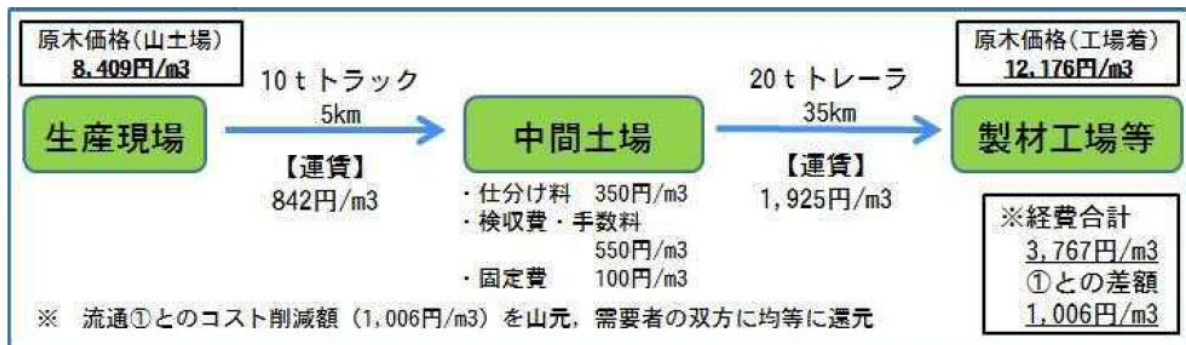 原木価格(山土場)
8,409円/m3
原木価格(工場着)
12,176円/m3
10tトラック
5km
20tトレーラ
35km
生産現場
中間土場
製材工場等
【運賃】
842円/m3
・仕分け料 350円/m3
・検収費・手数料
550円/m3
・固定費 100円/m3
【運賃】
1,925円/m3
※経費合計
3,767円/m3
①との差額
1,006円/m3
※ 流通①とのコスト削減額(1,006円/m3)を山元，需要者の双方に均等に還元